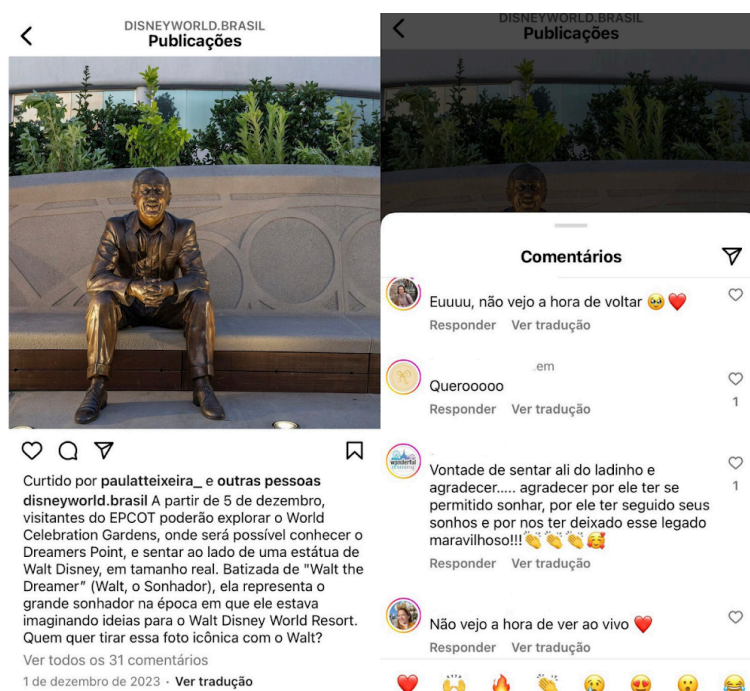 DISNEYWORLD.BRASIL
Publicações
Curtido por paulatteixeira_ e outras pessoas
disneyworld.brasil A partir de 5 de dezembro,
visitantes do EPCOT poderão explorar o World
Celebration Gardens, onde será possível conhecer o
Dreamers Point, e sentar ao lado de uma estátua de
Walt Disney, em tamanho real. Batizada de "Walt the
Dreamer” (Walt, o Sonhador), ela representa o
grande sonhador na época em que ele estava
imaginando ideias para o Walt Disney World Resort.
Quem quer tirar essa foto icônica com o Walt?
Ver todos os 31 comentários
1 de dezembro de 2023 · Ver tradução
DISNEYWORLD.BRASIL
Publicações
Comentários
Euuuu, não vejo a hora de voltar 🥹❤️
Responder Ver tradução
.em
Querooooo
1
Responder Ver tradução
wonderful
Vontade de sentar ali do ladinho e
agradecer..... agradecer por ele ter se
permitido sonhar, por ele ter seguido seus
sonhos e por nos ter deixado esse legado
maravilhoso!!!👏👏👏🥰
1
Responder Ver tradução
Não vejo a hora de ver ao vivo ❤️
Responder Ver tradução
❤️ 🙌 🔥 👏 😢 😍 😮 😂